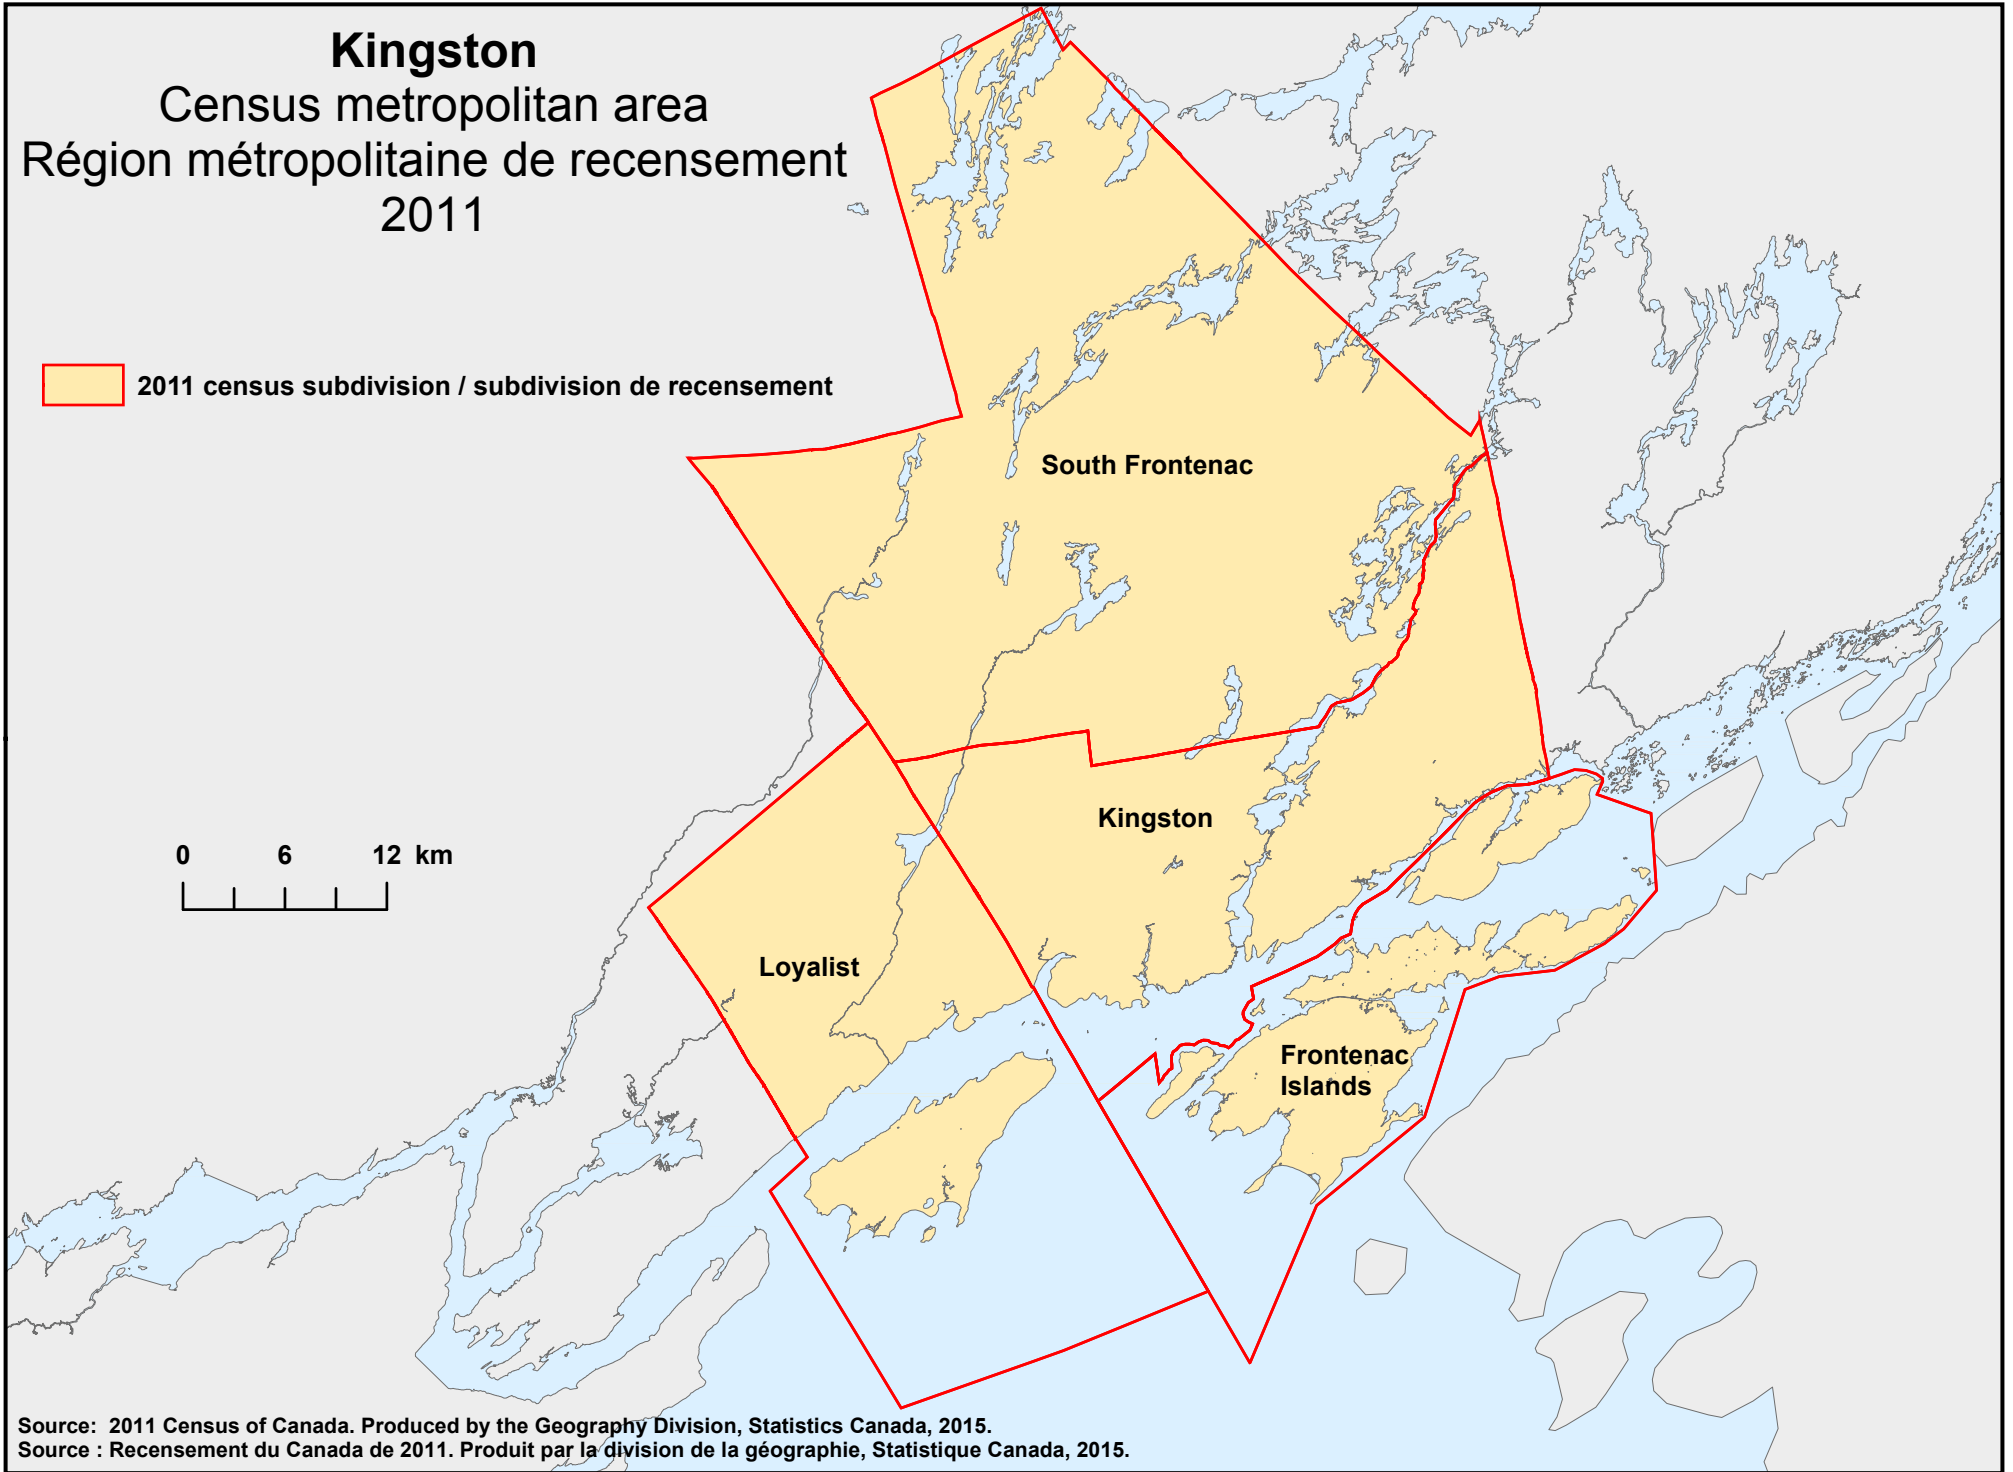 Kingston
Census metropolitan area
Région métropolitaine de recensement
2011
2011 census subdivision / subdivision de recensement
South Frontenac
Kingston
0 6 12 km
Loyalist
Frontenac
Islands
Source: 2011 Census of Canada. Produced by the Geography Division, Statistics Canada, 2015.
Source : Recensement du Canada de 2011. Produit par la division de la géographie, Statistique Canada, 2015.